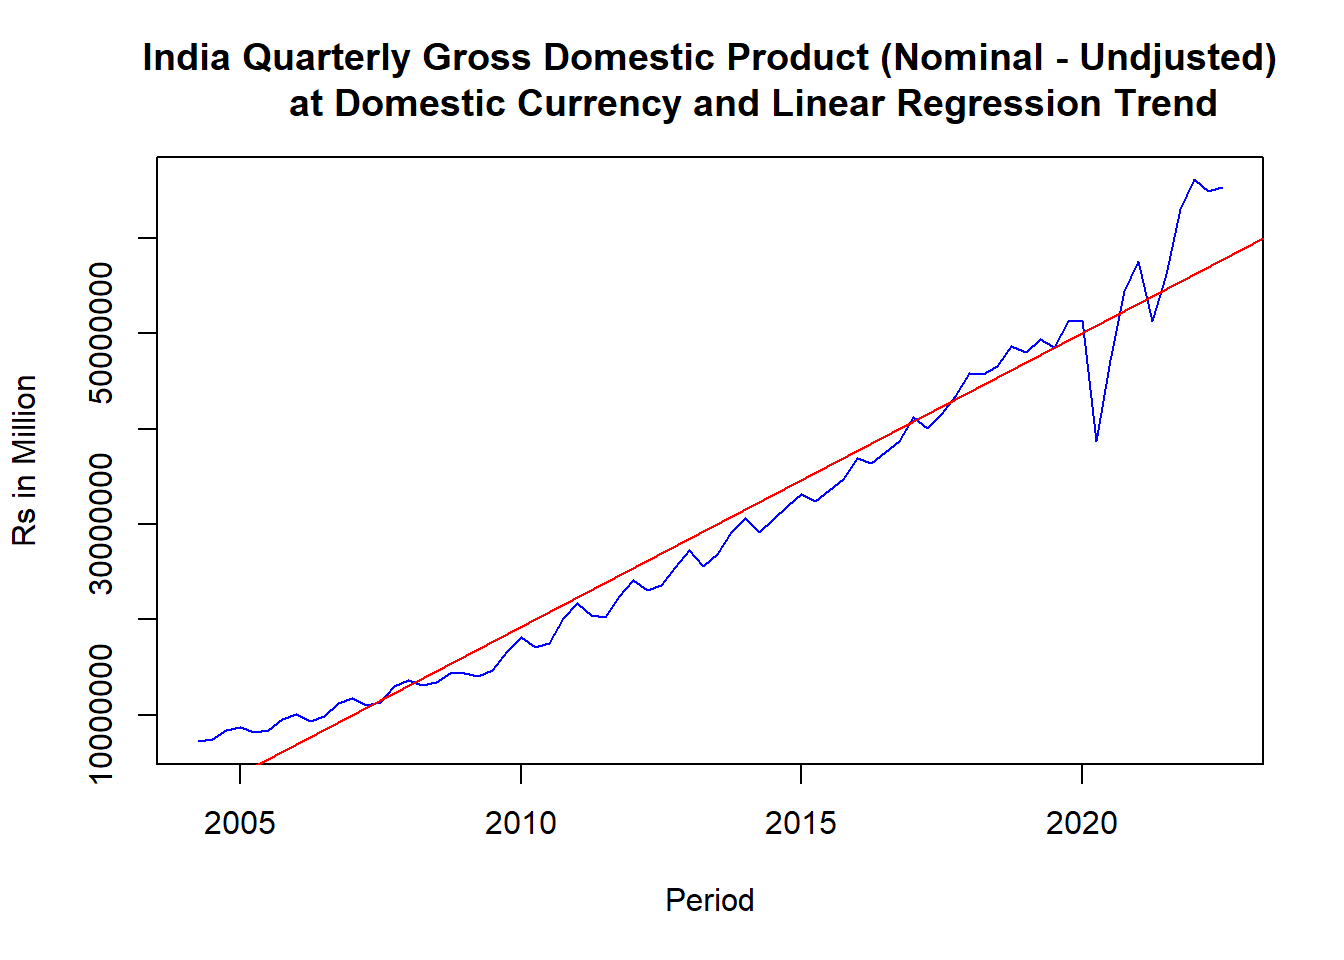 India Quarterly Gross Domestic Product (Nominal - Undjusted)
at Domestic Currency and Linear Regression Trend
Rs in Million
50000000
30000000
10000000
2005 2010 2015 2020
Period